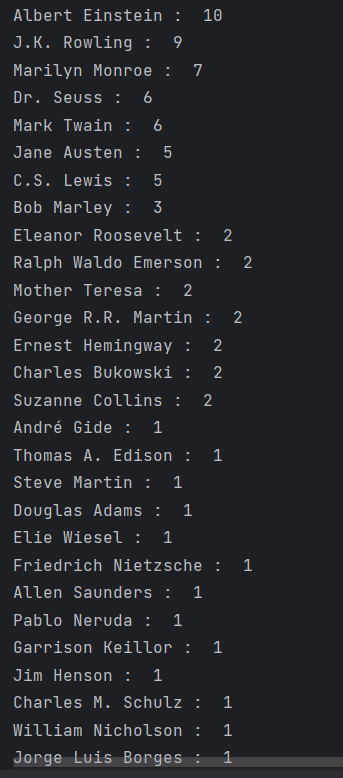 Albert Einstein :  10
J.K. Rowling :  9
Marilyn Monroe :  7
Dr. Seuss :  6
Mark Twain :  6
Jane Austen :  5
C.S. Lewis :  5
Bob Marley :  3
Eleanor Roosevelt :  2
Ralph Waldo Emerson :  2
Mother Teresa :  2
George R.R. Martin :  2
Ernest Hemingway :  2
Charles Bukowski :  2
Suzanne Collins :  2
André Gide :  1
Thomas A. Edison :  1
Steve Martin :  1
Douglas Adams :  1
Elie Wiesel :  1
Friedrich Nietzsche :  1
Allen Saunders :  1
Pablo Neruda :  1
Garrison Keillor :  1
Jim Henson :  1
Charles M. Schulz :  1
William Nicholson :  1
Jorge Luis Borges :  1